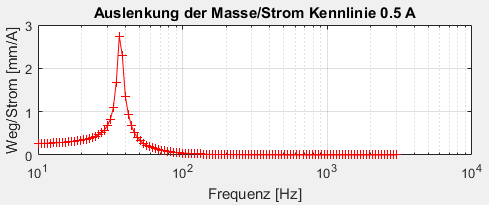 Auslenkung der Masse/Strom Kennlinie 0.5 A
Weg/Strom [mm/A]
3
2
1
0
10^1 10^2 10^3 10^4
Frequenz [Hz]